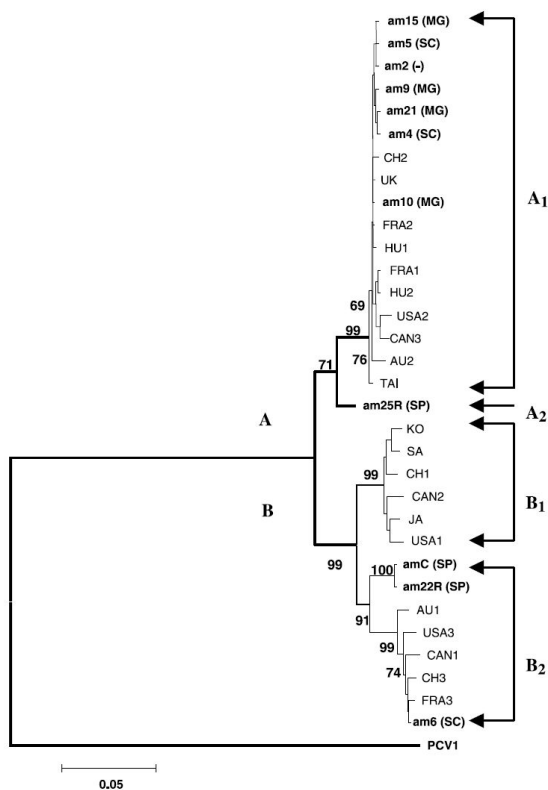 am15 (MG)
am5 (SC)
am2 (-)
am9 (MG)
am21 (MG)
am4 (SC)
CH2
UK
am10 (MG)
A1
FRA2
HU1
FRA1
HU2
69
USA2
99
CAN3
76
AU2
71
TAI
am25R (SP)
A2
A
KO
SA
99
CH1
B1
B
CAN2
JA
USA1
99
amC (SP)
100
am22R (SP)
91
AU1
USA3
99
CAN1
B2
74
CH3
FRA3
am6 (SC)
PCV1
0.05